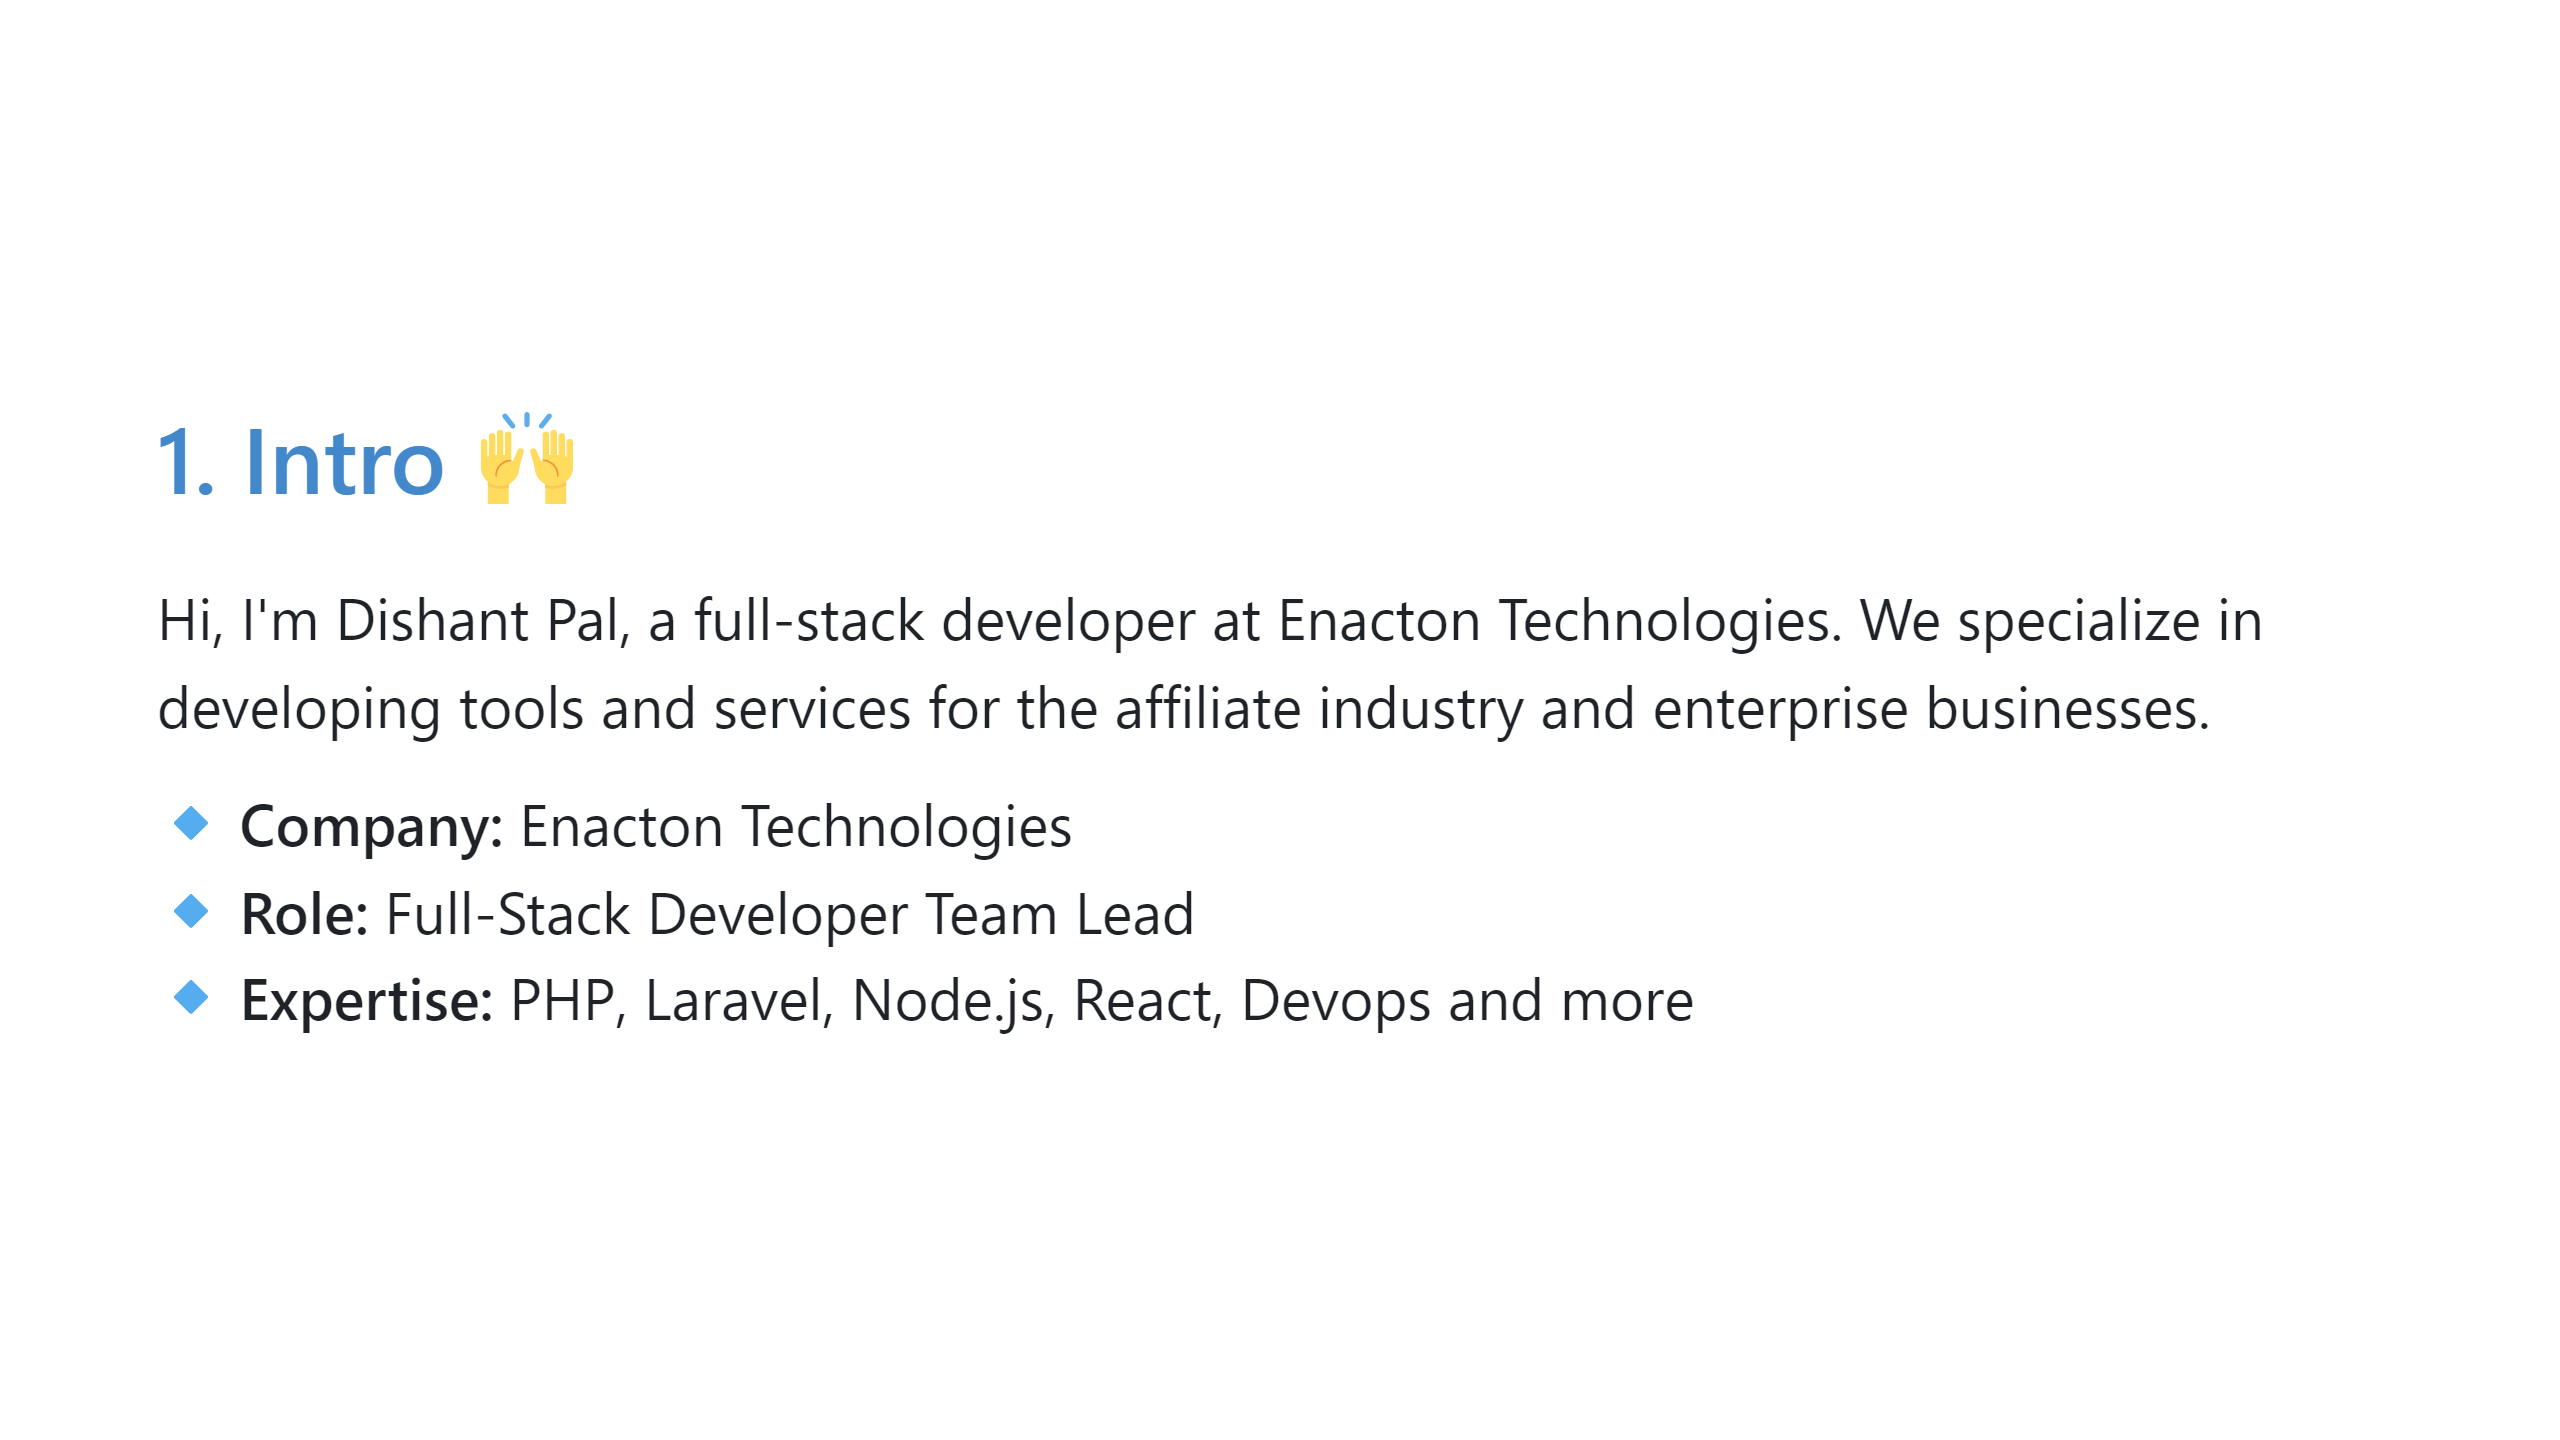 1. Intro 🙌
Hi, I'm Dishant Pal, a full-stack developer at Enacton Technologies. We specialize in
developing tools and services for the affiliate industry and enterprise businesses.
🔹 Company: Enacton Technologies
🔹 Role: Full-Stack Developer Team Lead
🔹 Expertise: PHP, Laravel, Node.js, React, Devops and more